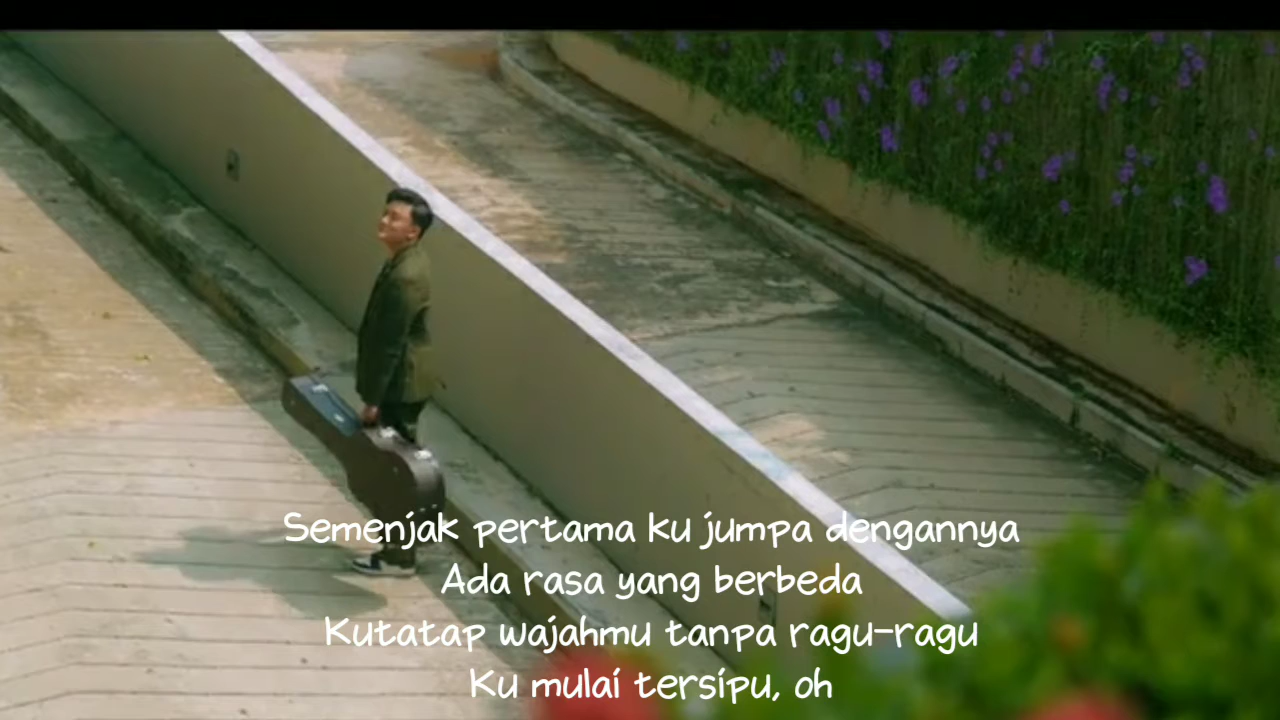 Semenjak pertama ku jumpa dengannya
Ada rasa yang berbeda
Kutatap wajahmu tanpa ragu-ragu
Ku mulai tersipu, oh